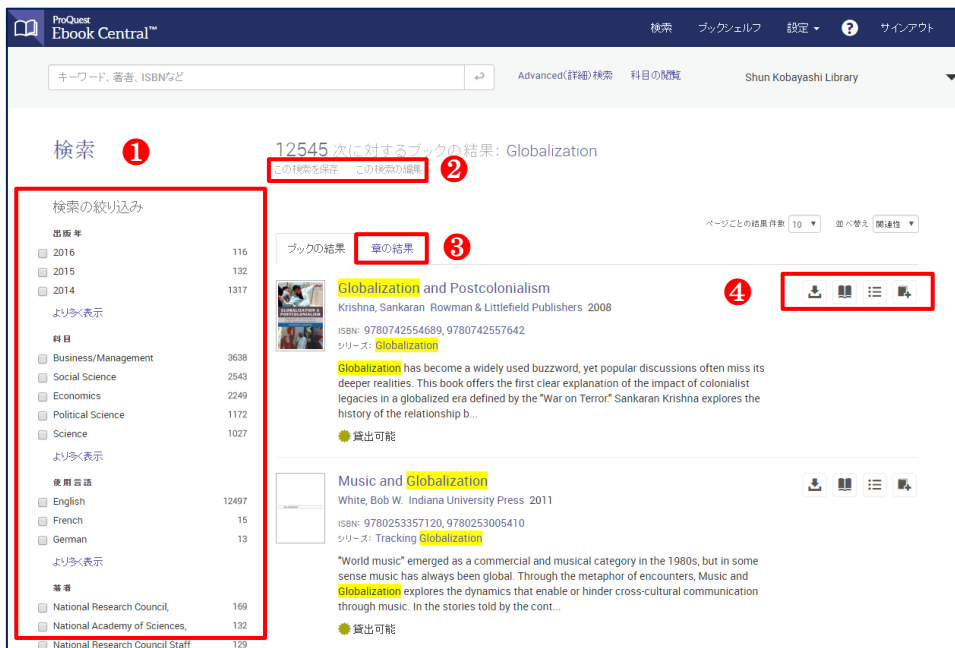 ProQuest
Ebook Central™
検索 ブックシェルフ 設定 ? サインアウト
キーワード、著者、ISBNなど
Advanced(詳細)検索 科目の閲覧 Shun Kobayashi Library
検索 1
12545 次に対するブックの結果: Globalization
この検索を保存 この検索の編集 2
検索の絞り込み
ページごとの結果件数 10 並べ替え 関連性
出版年
2016 116
2015 132
2014 1317
より多く表示
科目
Business/Management 3638
Social Science 2543
Economics 2249
Political Science 1172
Science 1027
より多く表示
使用言語
English 12497
French 15
German 13
より多く表示
著者
National Research Council, 169
National Academy of Sciences, 132
National Research Council Staff 129
ブックの結果 章の結果 3
4
Globalization and Postcolonialism
Krishna, Sankaran Rowman & Littlefield Publishers 2008
ISBN: 9780742554689, 9780742557642
シリーズ: Globalization
Globalization has become a widely used buzzword, yet popular discussions often miss its
deeper realities. This book offers the first clear explanation of the impact of colonialist
legacies in a globalized era defined by the "War on Terror." Sankaran Krishna explores the
history of the relationship b...
貸出可能
Music and Globalization
White, Bob W. Indiana University Press 2011
ISBN: 9780253357120, 9780253005410
シリーズ: Tracking Globalization
"World music" emerged as a commercial and musical category in the 1980s, but in some
sense music has always been global. Through the metaphor of encounters, Music and
Globalization explores the dynamics that enable or hinder cross-cultural communication
through music. In the stories told by the cont...
貸出可能